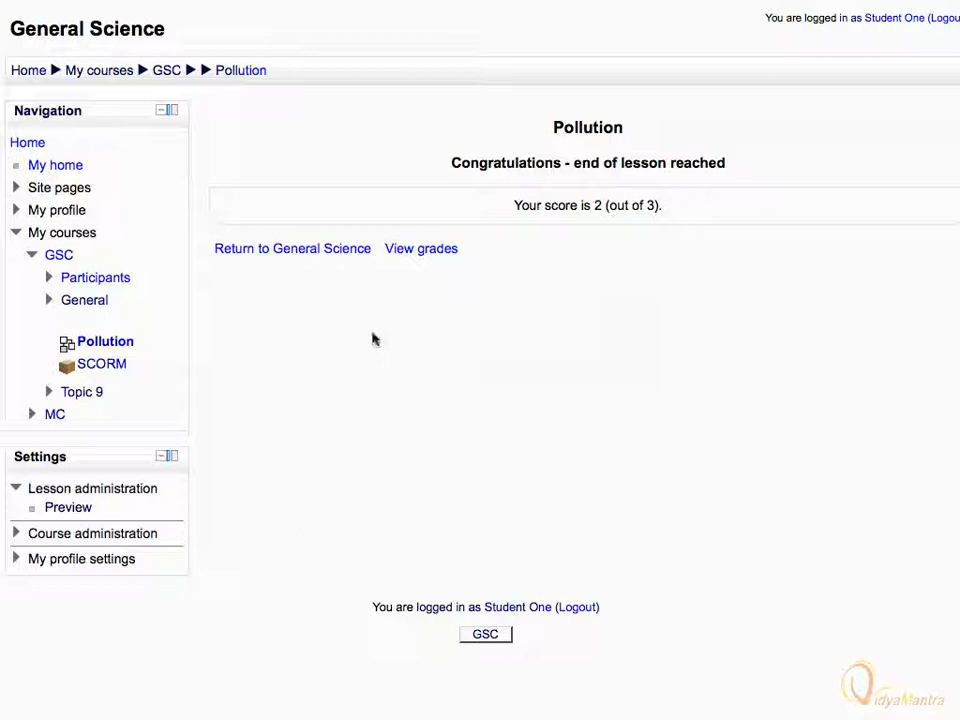 General Science
You are logged in as Student One (Logou
Home ▶ My courses ▶ GSC ▶ ▶ Pollution
Navigation
Home
My home
Site pages
My profile
My courses
GSC
Participants
General
Pollution
SCORM
Topic 9
MC
Settings
Lesson administration
Preview
Course administration
My profile settings
Pollution
Congratulations - end of lesson reached
Your score is 2 (out of 3).
Return to General Science View grades
You are logged in as Student One (Logout)
GSC
VidyaMantra